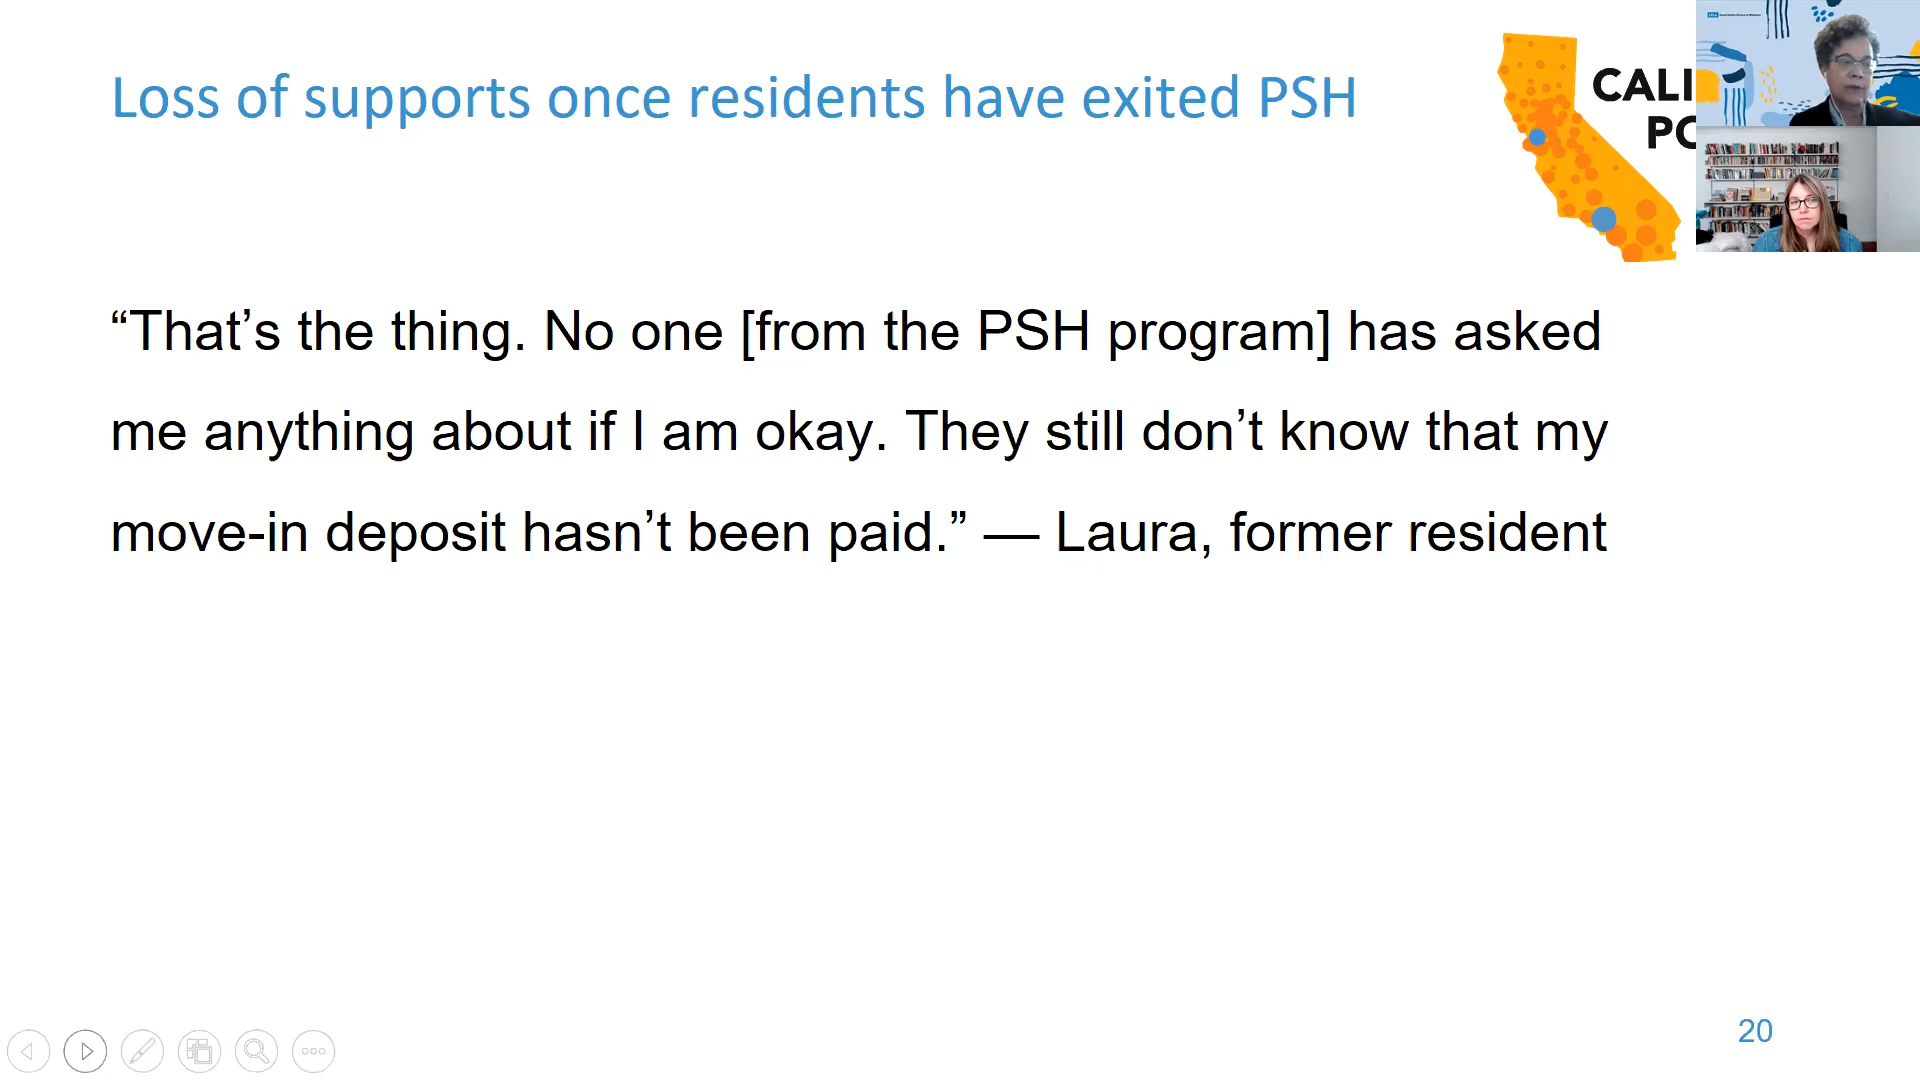 Loss of supports once residents have exited PSH
CALI
PO
“That’s the thing. No one [from the PSH program] has asked
me anything about if I am okay. They still don’t know that my
move-in deposit hasn’t been paid.” — Laura, former resident
20